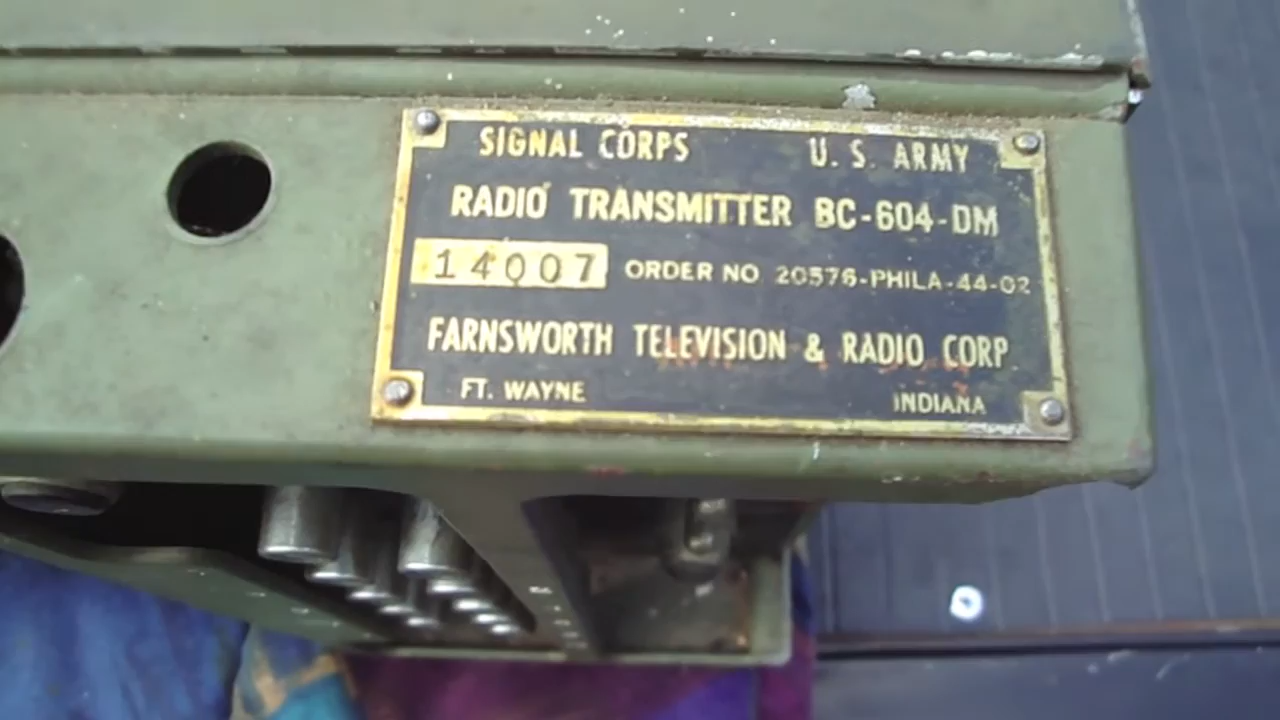 SIGNAL CORPS U. S. ARMY
RADIO TRANSMITTER BC-604-DM
14007 ORDER NO 20576-PHILA-44-02
FARNSWORTH TELEVISION & RADIO CORP.
FT. WAYNE INDIANA